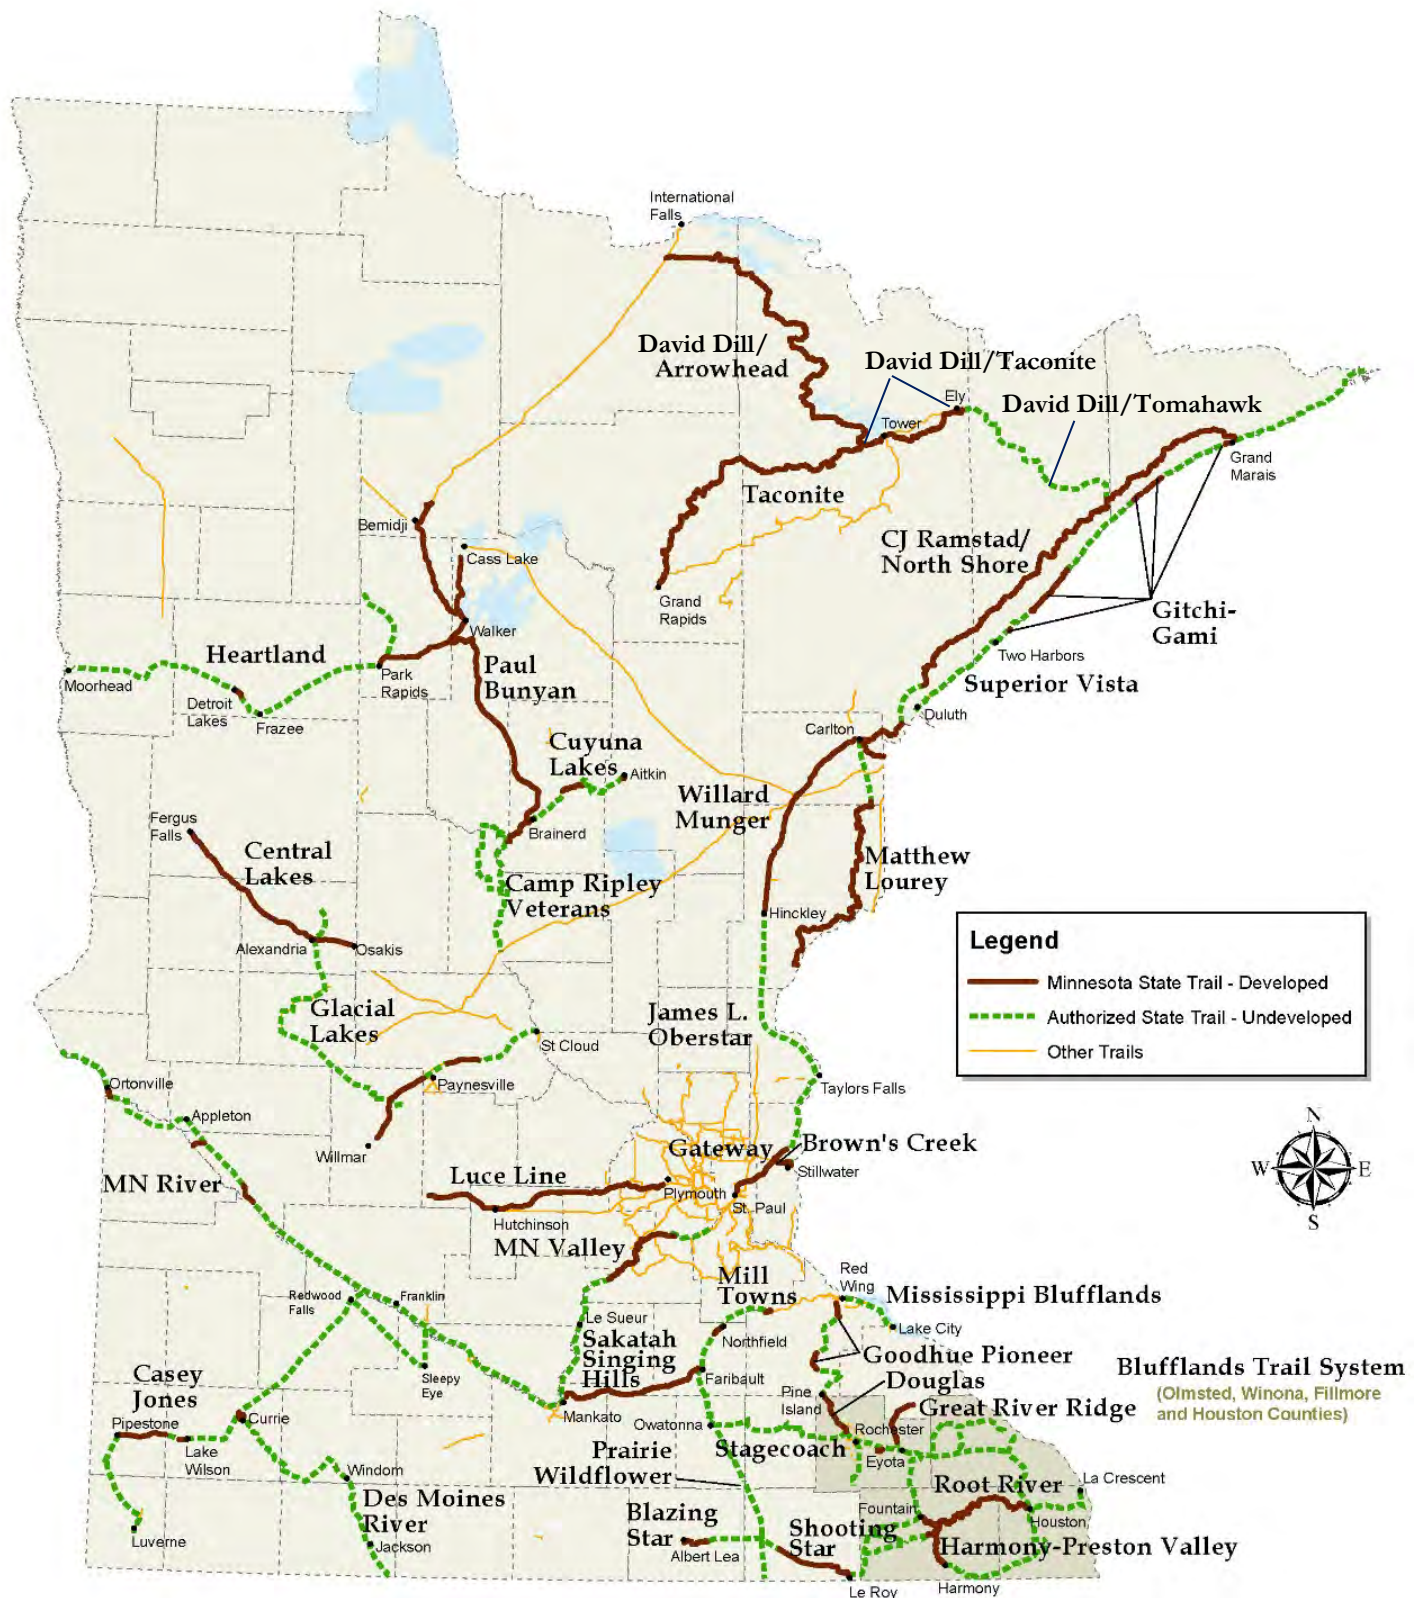 International
Falls
David Dill/
Arrowhead
David Dill/Taconite
Ely
David Dill/Tomahawk
Tower
Grand
Marais
Taconite
Bemidji
CJ Ramstad/
North Shore
Cass Lake
Grand
Rapids
Gitchi-
Gami
Walker
Two Harbors
Heartland
Moorhead
Detroit
Lakes
Frazee
Park
Rapids
Paul
Bunyan
Superior Vista
Duluth
Carlton
Cuyuna
Lakes
Aitkin
Willard
Munger
Fergus
Falls
Brainerd
Central
Lakes
Matthew
Lourey
Camp Ripley
Veterans
Hinckley
Alexandria
Osakis
Legend
Minnesota State Trail - Developed
Authorized State Trail - Undeveloped
Other Trails
Glacial
Lakes
James L.
Oberstar
St Cloud
Ortonville
Paynesville
Taylors Falls
Appleton
Willmar
Gateway
Brown's Creek
Stillwater
N
W
E
S
MN River
Luce Line
Plymouth
St. Paul
Hutchinson
MN Valley
Mill
Towns
Red
Wing
Mississippi Blufflands
Redwood
Falls
Franklin
Le Sueur
Northfield
Lake City
Sakatah
Singing
Hills
Goodhue Pioneer
Faribault
Sleepy
Eye
Casey
Jones
Douglas
Blufflands Trail System
(Olmsted, Winona, Fillmore
and Houston Counties)
Pine
Island
Great River Ridge
Pipestone
Currie
Mankato
Owatonna
Rochester
Lake
Wilson
Prairie
Wildflower
Stagecoach
Eyota
Windom
La Crescent
Root River
Des Moines
River
Fountain
Houston
Blazing
Star
Shooting
Star
Luverne
Jackson
Albert Lea
Harmony-Preston Valley
Le Roy
Harmony